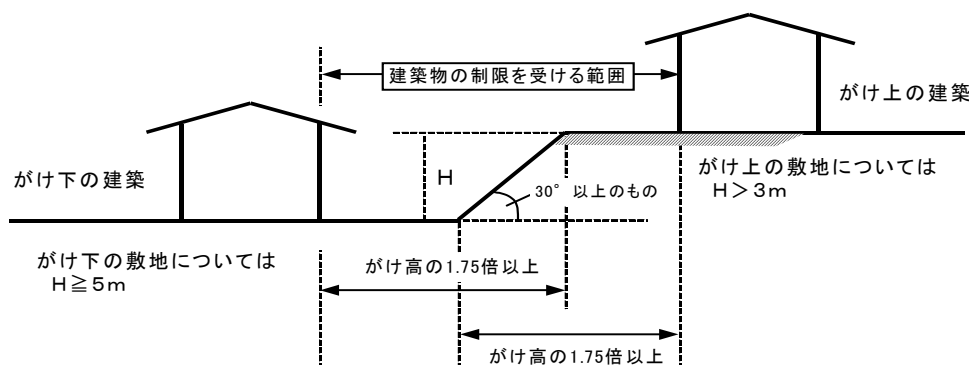 建築物の制限を受ける範囲
がけ上の建築
がけ下の建築
H
30°以上のもの
がけ上の敷地については
H＞3m
がけ下の敷地については
H≧5m
がけ高の1.75倍以上
がけ高の1.75倍以上